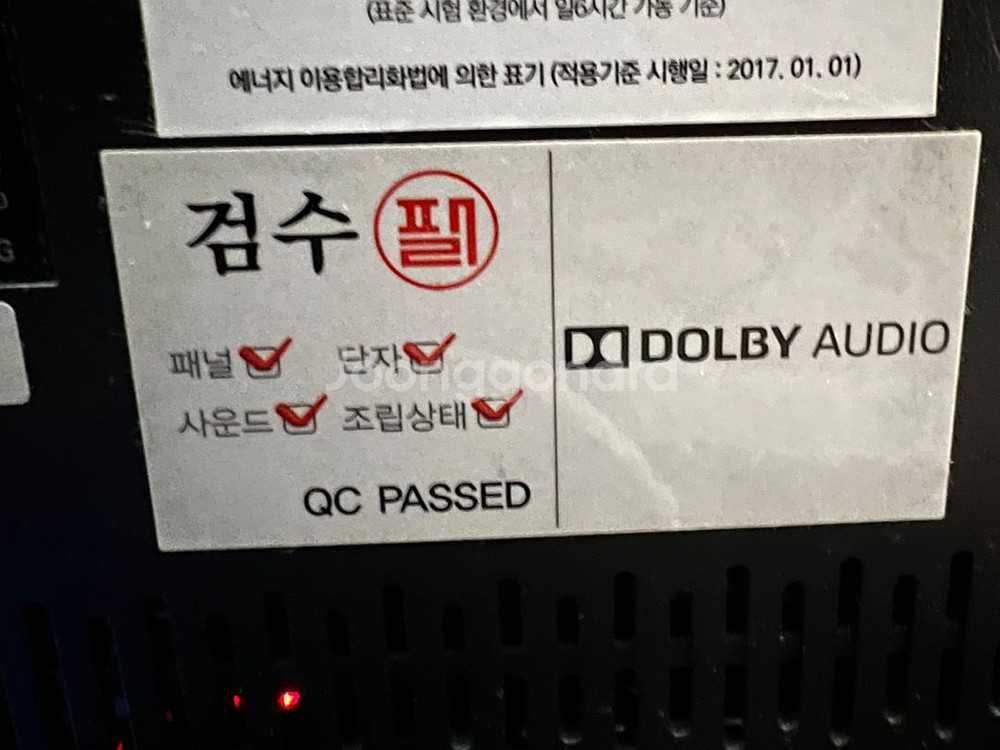 (표준 시험 환경에서 일6시간 가동 기준)
에너지 이용합리화법에 의한 표기 (적용기준 시행일 : 2017. 01. 01)
검수 필
패널 단자
사운드 조립상태
QC PASSED
DOLBY AUDIO
Joonggonara
G